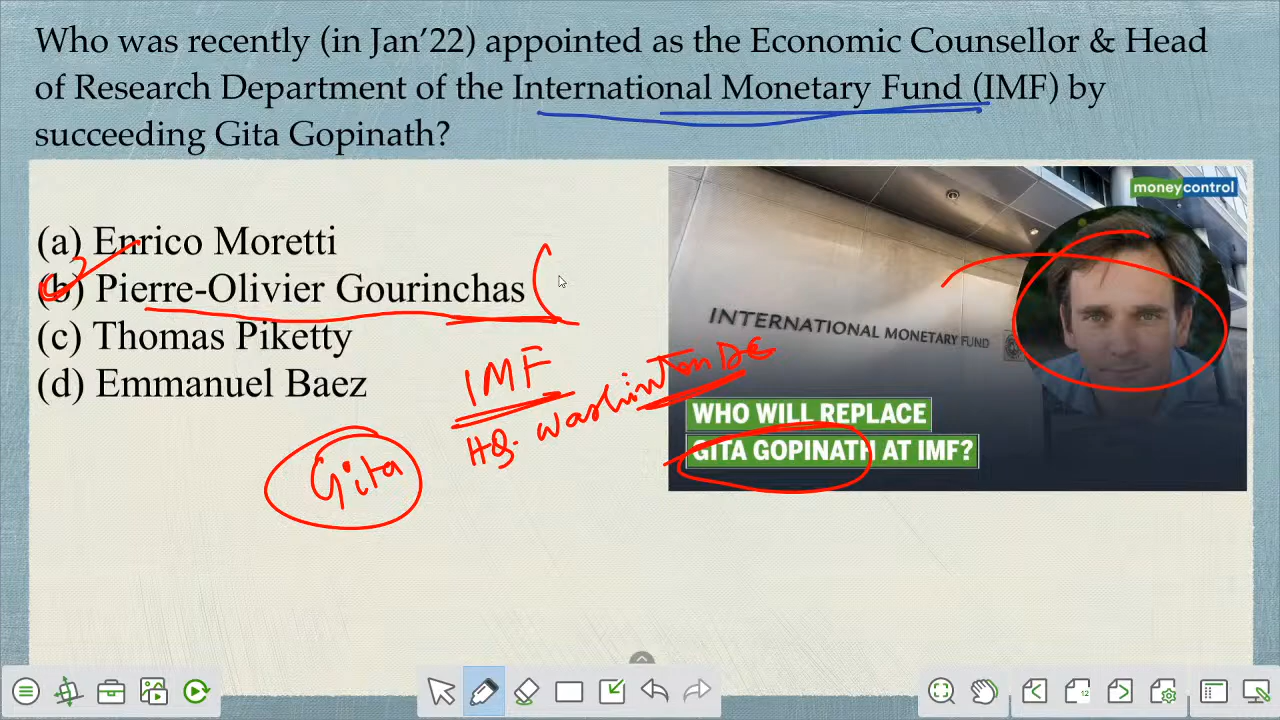 Who was recently (in Jan’22) appointed as the Economic Counsellor & Head
of Research Department of the International Monetary Fund (IMF) by
succeeding Gita Gopinath?
(a) Enrico Moretti
(b) Pierre-Olivier Gourinchas
(c) Thomas Piketty
(d) Emmanuel Baez
IMF
HQ. Washinton DC
Gita
moneycontrol
INTERNATIONAL MONETARY FUND
WHO WILL REPLACE
GITA GOPINATH AT IMF?
12